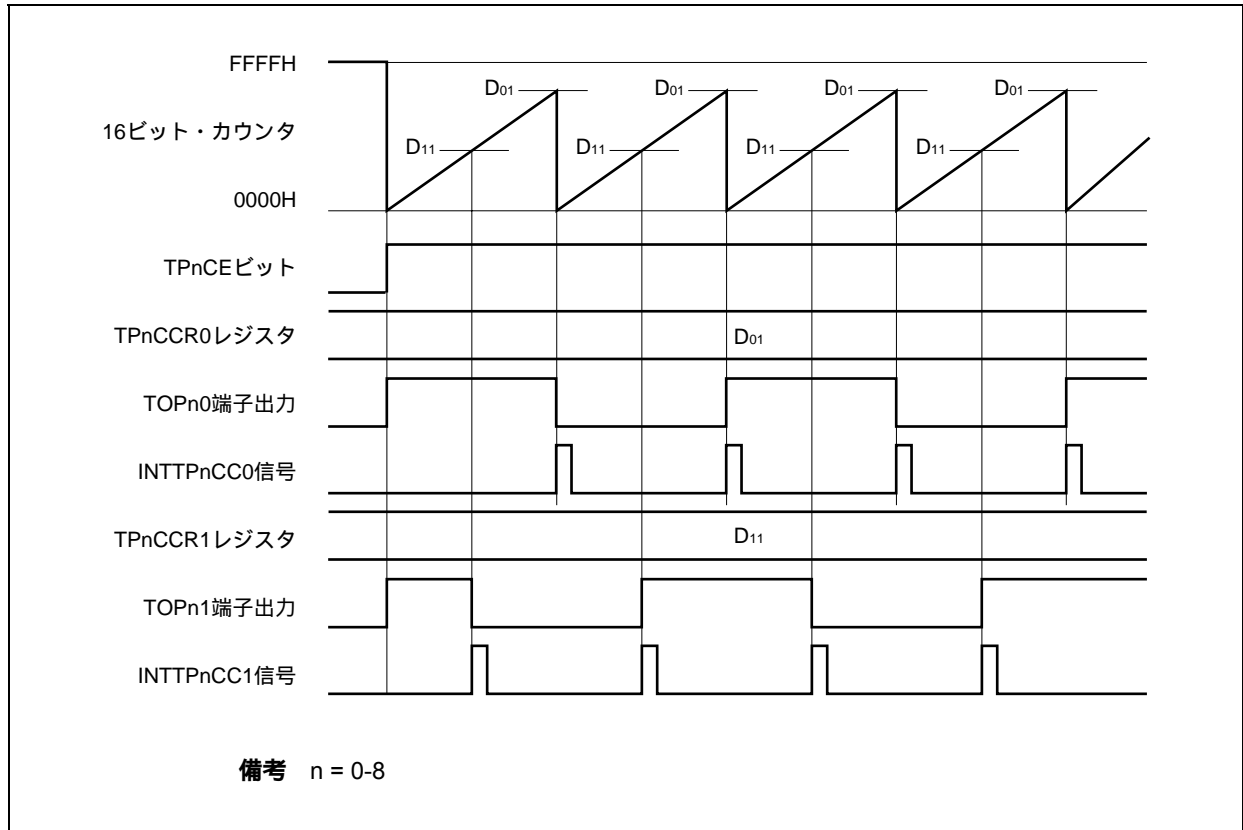 FFFFH
D01 D01 D01 D01
16ビット・カウンタ
D11 D11 D11 D11
0000H
TPnCEビット
TPnCCR0レジスタ
D01
TOPn0端子出力
INTTPnCC0信号
TPnCCR1レジスタ
D11
TOPn1端子出力
INTTPnCC1信号
備考 n = 0-8